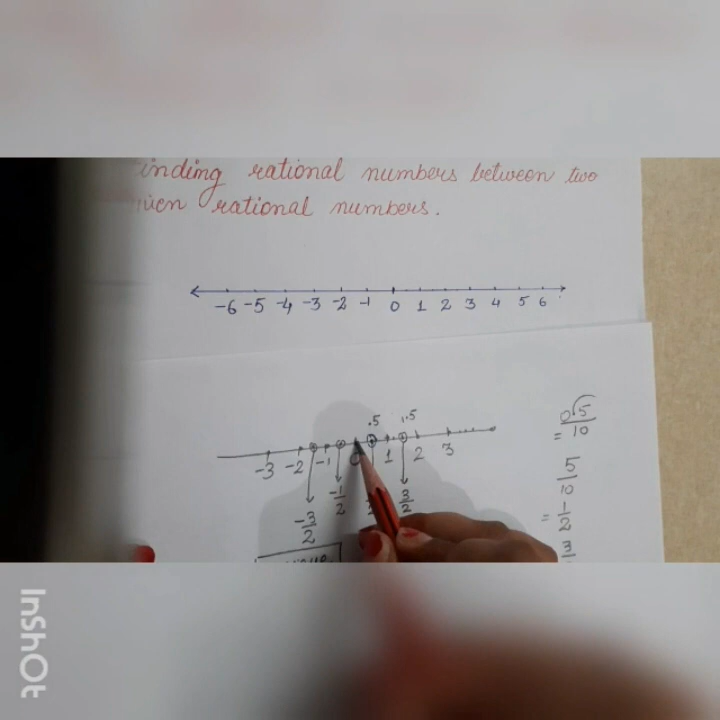 inding rational numbers between two
iven rational numbers.
-6 -5 -4 -3 -2 -1 0 1 2 3 4 5 6
.5 1.5
-3 -2 -1 0 1 2 3
-3/2 -1/2 3/2
05/10
= 5/10
= 1/2
3
InShOt